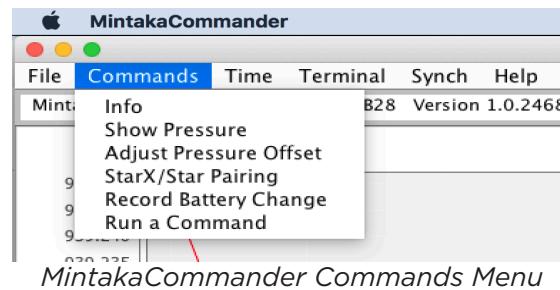 MintakaCommander
File Commands Time Terminal Synch Help
Mint B28 Version 1.0.2468
Info
Show Pressure
Adjust Pressure Offset
StarX/Star Pairing
Record Battery Change
Run a Command
MintakaCommander Commands Menu